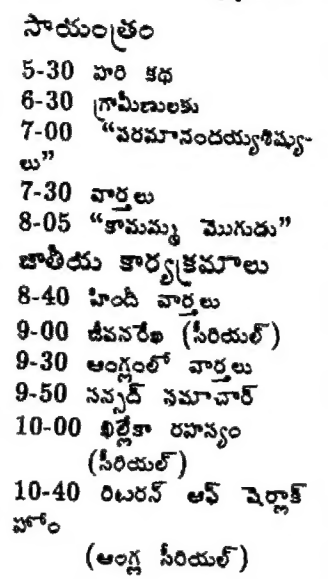 సాయంత్రం
5-30 హరి కథ
6-30 గ్రామీణులకు
7-00 “పరమానందయ్యశిష్యు-
లు”
7-30 వార్తలు
8-05 “కామమ్మ మొగుడు”
జాతీయ కార్యక్రమాలు
8-40 హిందీ వార్తలు
9-00 జీవనరేఖ (సీరియల్)
9-30 ఆంగ్లంలో వార్తలు
9-50 సన్సద్ సమాచార్
10-00 ఖిల్లేకా రహస్యం
(సీరియల్)
10-40 రిటరన్ ఆఫ్ షెర్లాక్
హోం
(ఆంగ్ల సీరియల్)